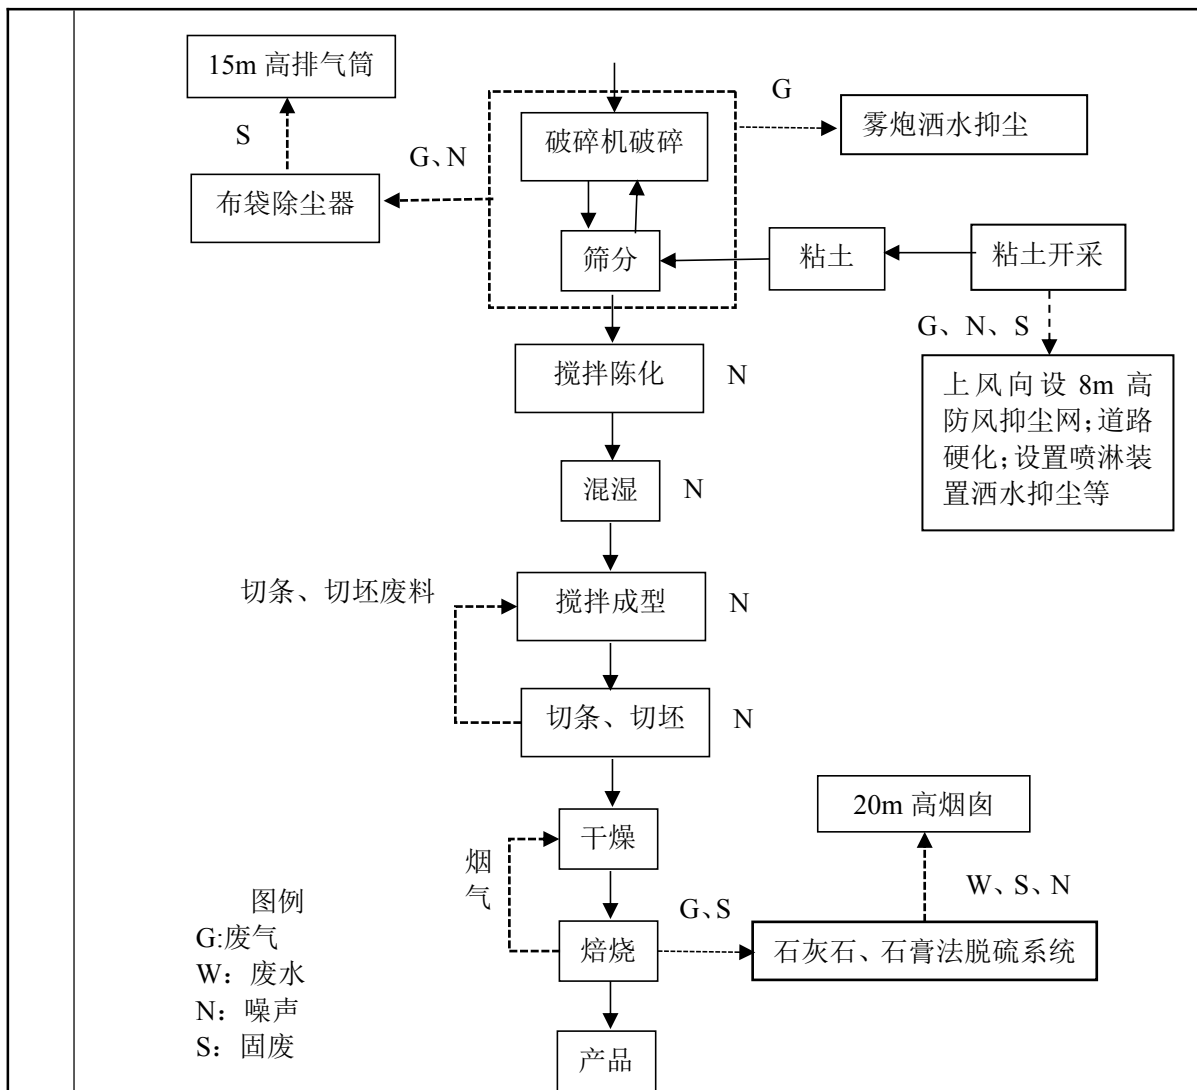 15m 高排气筒
G
雾炮洒水抑尘
破碎机破碎
S
G、N
布袋除尘器
筛分
粘土
粘土开采
G、N、S
搅拌陈化
N
上风向设 8m 高
防风抑尘网；道路
硬化；设置喷淋装
置洒水抑尘等
混湿
N
切条、切坯废料
搅拌成型
N
切条、切坯
N
20m 高烟囱
干燥
烟
气
W、S、N
图例
G:废气
W：废水
N：噪声
S：固废
G、S
焙烧
石灰石、石膏法脱硫系统
产品